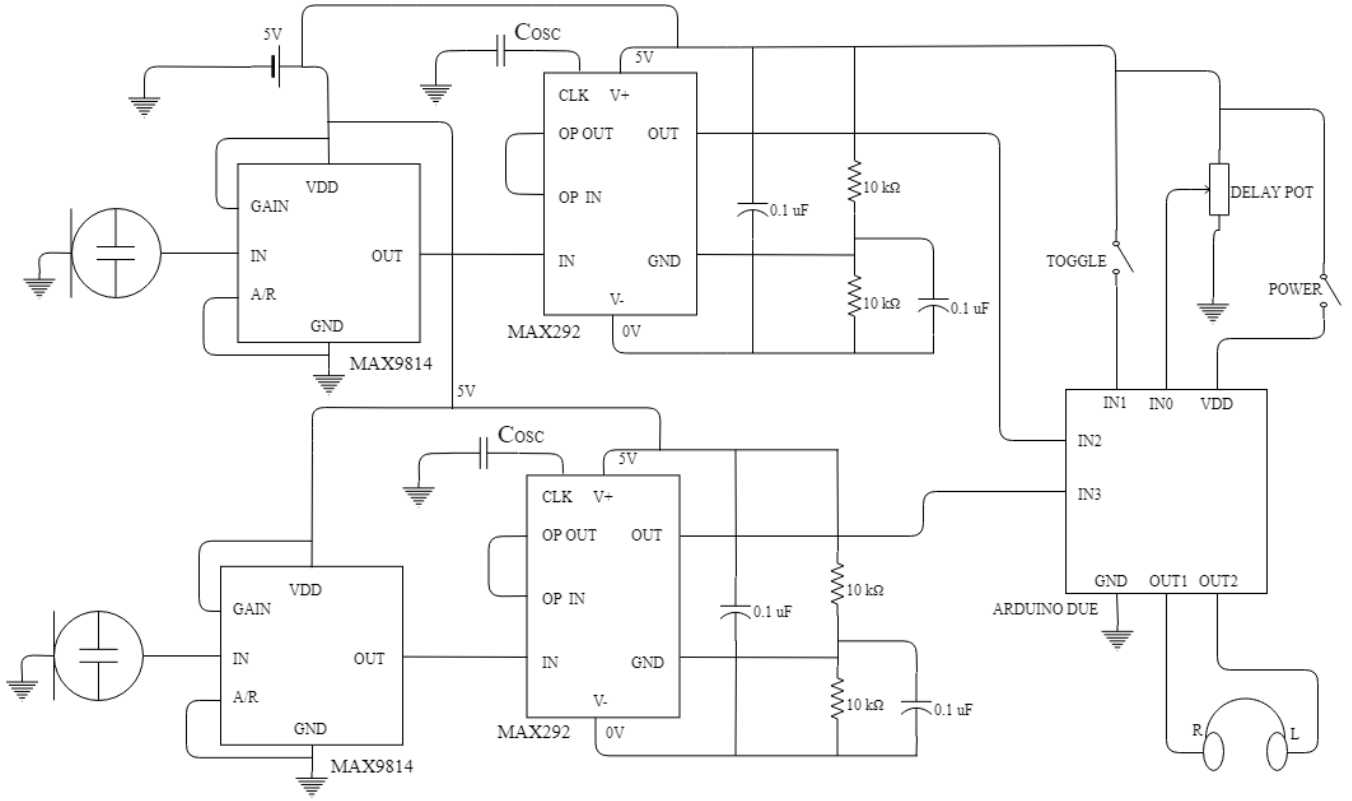 5V
COSC
5V
CLK V+
OP OUT OUT
OP IN
IN GND
V-
0V
MAX292
VDD
GAIN
IN OUT
A/R
GND
MAX9814
10 kΩ
0.1 uF
10 kΩ
0.1 uF
TOGGLE
DELAY POT
POWER
5V
COSC
5V
CLK V+
OP OUT OUT
OP IN
IN GND
V-
0V
MAX292
VDD
GAIN
IN OUT
A/R
GND
MAX9814
10 kΩ
0.1 uF
10 kΩ
0.1 uF
IN1 IN0 VDD
IN2
IN3
GND OUT1 OUT2
ARDUINO DUE
R L